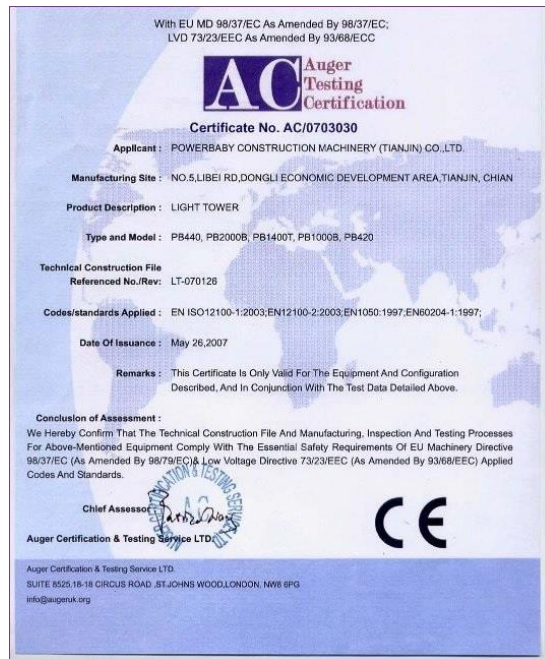 With EU MD 98/37/EC As Amended By 98/37/EC;
LVD 73/23/EEC As Amended By 93/68/ECC
AC Auger
Testing
Certification
Certificate No. AC/0703030
Applicant : POWERBABY CONSTRUCTION MACHINERY (TIANJIN) CO.,LTD.
Manufacturing Site : NO.5,LIBEI RD,DONGLI ECONOMIC DEVELOPMENT AREA,TIANJIN, CHIAN
Product Description : LIGHT TOWER
Type and Model : PB440, PB2000B, PB1400T, PB1000B, PB420
Technical Construction File
Referenced No./Rev: LT-070126
Codes/standards Applied : EN ISO12100-1:2003;EN12100-2:2003;EN1050:1997;EN60204-1:1997;
Date Of Issuance : May 26,2007
Remarks : This Certificate Is Only Valid For The Equipment And Configuration
Described, And In Conjunction With The Test Data Detailed Above.
Conclusion of Assessment :
We Hereby Confirm That The Technical Construction File And Manufacturing, Inspection And Testing Processes
For Above-Mentioned Equipment Comply With The Essential Safety Requirements Of EU Machinery Directive
98/37/EC (As Amended By 98/79/EC)& Low Voltage Directive 73/23/EEC (As Amended By 93/68/EEC) Applied
Codes And Standards.
Chief Assessor
Auger Certification & Testing Service LTD.
CE
Auger Certification & Testing Service LTD.
SUITE 8525,18-18 CIRCUS ROAD .ST.JOHNS WOOD,LONDON, NW8 6PG
info@augeruk.org